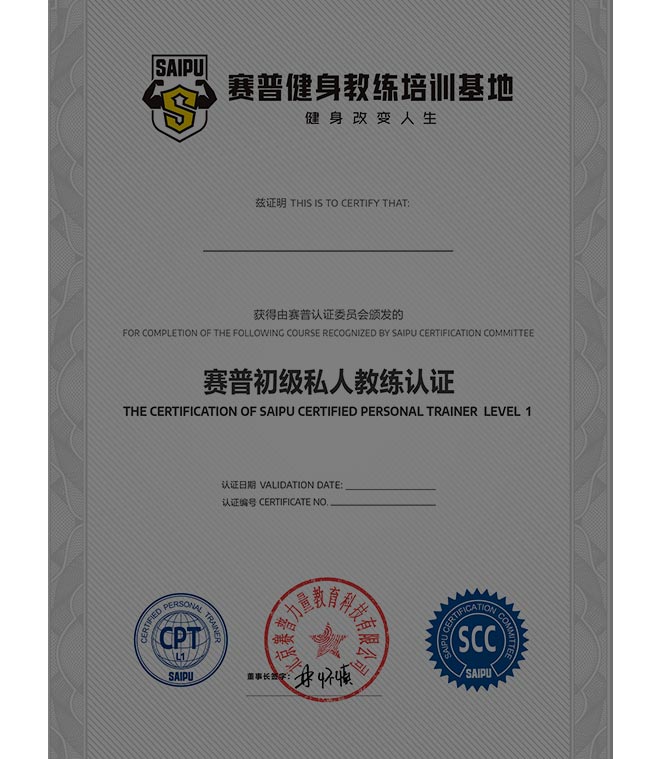 SAIPU
S
赛普健身教练培训基地
健身改变人生
兹证明 THIS IS TO CERTIFY THAT:
获得由赛普认证委员会颁发的
FOR COMPLETION OF THE FOLLOWING COURSE RECOGNIZED BY SAIPU CERTIFICATION COMMITTEE
赛普初级私人教练认证
THE CERTIFICATION OF SAIPU CERTIFIED PERSONAL TRAINER LEVEL 1
认证日期 VALIDATION DATE:
认证编号 CERTIFICATE NO.
CERTIFIED PERSONAL TRAINER
CPT
L1
SAIPU
北京赛普力量教育科技有限公司
董事长签字:
SAIPU CERTIFICATION COMMITTEE
SCC
SAIPU